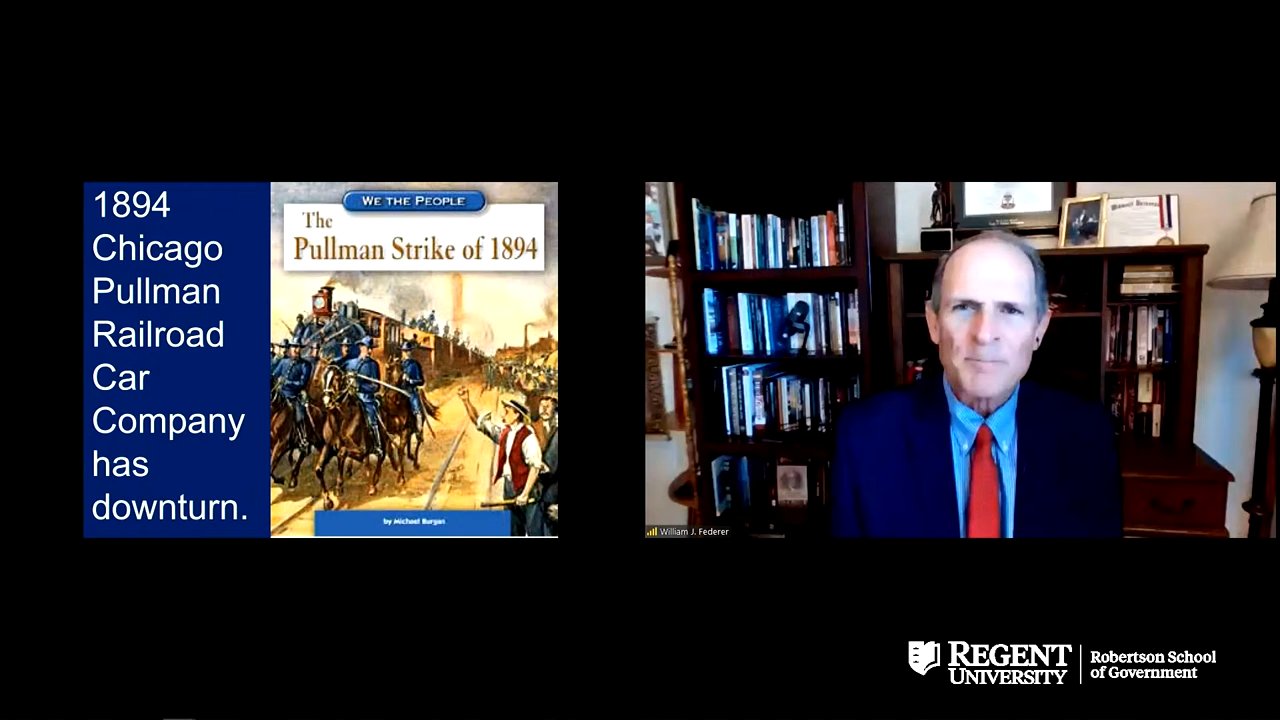 1894
Chicago
Pullman
Railroad
Car
Company
has
downturn.
WE THE PEOPLE
The
Pullman Strike of 1894
by Michael Burgan
William J. Federer
REGENT
UNIVERSITY
Robertson School
of Government